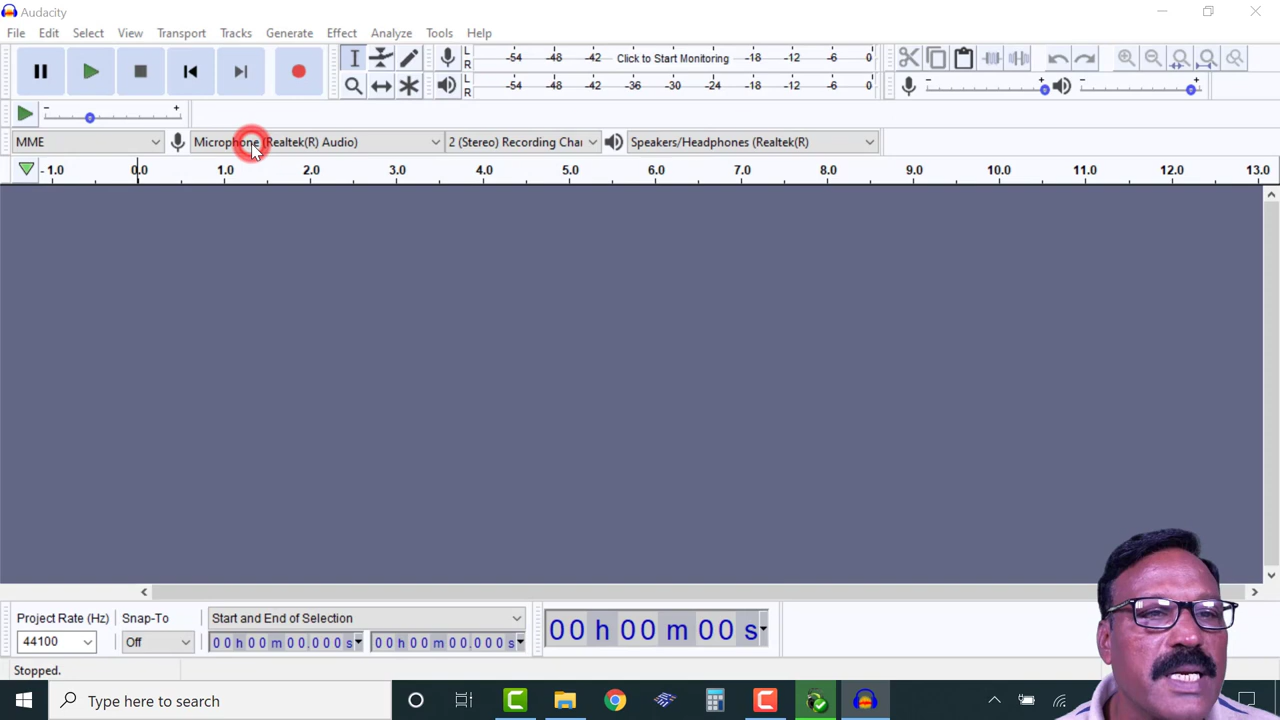 Audacity
File Edit Select View Transport Tracks Generate Effect Analyze Tools Help
L R -54 -48 -42 Click to Start Monitoring -18 -12 -6 0
L R -54 -48 -42 -36 -30 -24 -18 -12 -6 0
- + - +
- +
MME Microphone (Realtek(R) Audio) 2 (Stereo) Recording Chai Speakers/Headphones (Realtek(R)
- 1.0 0.0 1.0 2.0 3.0 4.0 5.0 6.0 7.0 8.0 9.0 10.0 11.0 12.0 13.0
Project Rate (Hz) Snap-To Start and End of Selection
44100 Off 00 h 00 m 00.000 s 00 h 00 m 00.000 s 00 h 00 m 00 s
Stopped.
Type here to search